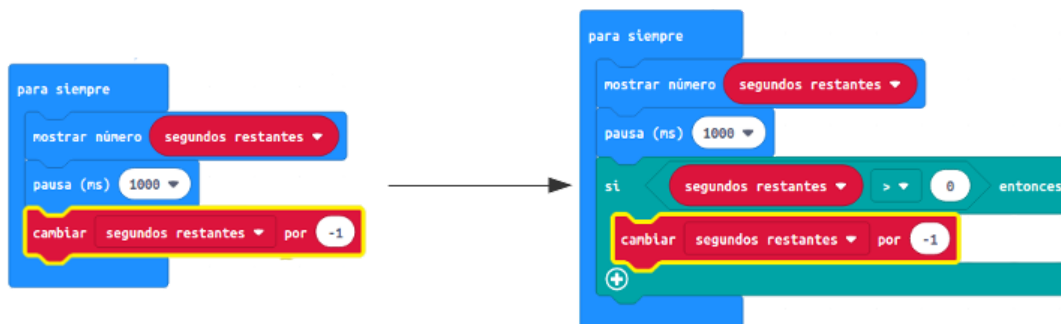 para siempre
mostrar número segundos restantes
pausa (ms) 1000
cambiar segundos restantes por -1
para siempre
mostrar número segundos restantes
pausa (ms) 1000
si segundos restantes > 0 entonces
cambiar segundos restantes por -1